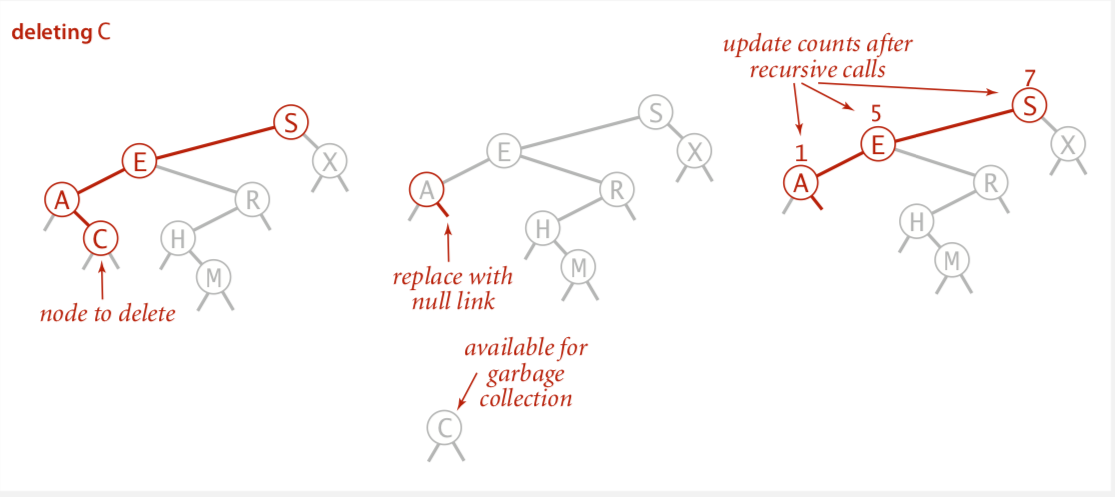 deleting C
S
E
X
A
R
C
H
M
node to delete
S
E
X
A
R
H
M
replace with
null link
available for
garbage
collection
C
update counts after
recursive calls
7
S
5
E
X
1
A
R
H
M